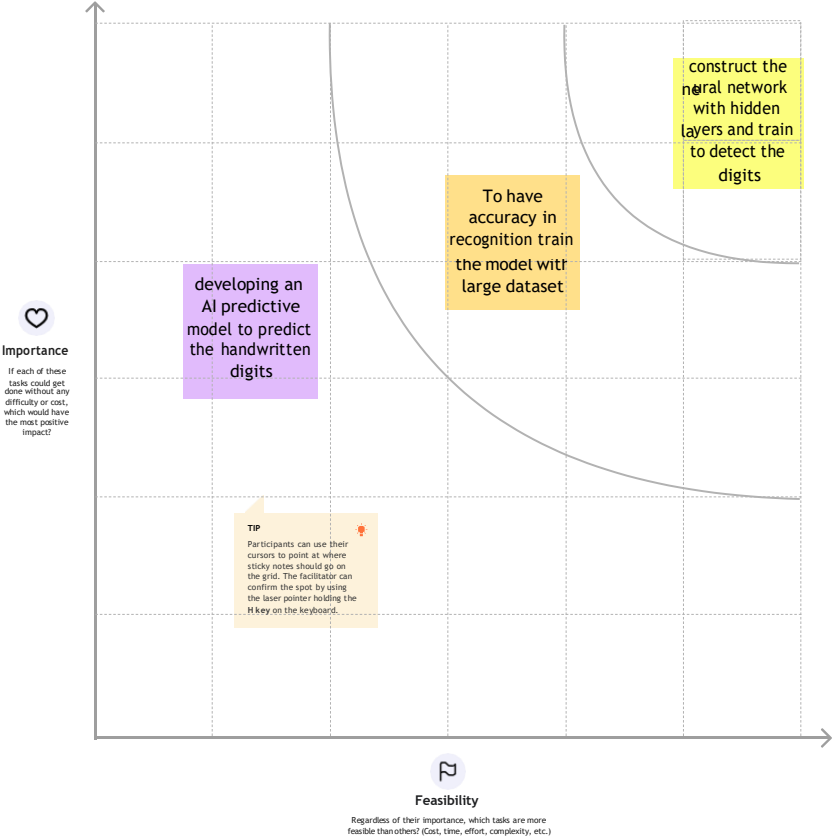 construct the
neural network
with hidden
layers and train
to detect the
digits
To have
accuracy in
recognition train
the model with
large dataset
developing an
AI predictive
model to predict
the handwritten
digits
Importance
If each of these
tasks could get
done without any
difficulty or cost,
which would have
the most positive
impact?
TIP
Participants can use their
cursors to point at where
sticky notes should go on
the grid. The facilitator can
confirm the spot by using
the laser pointer holding the
H key on the keyboard.
Feasibility
Regardless of their importance, which tasks are more
feasible than others? (Cost, time, effort, complexity, etc.)